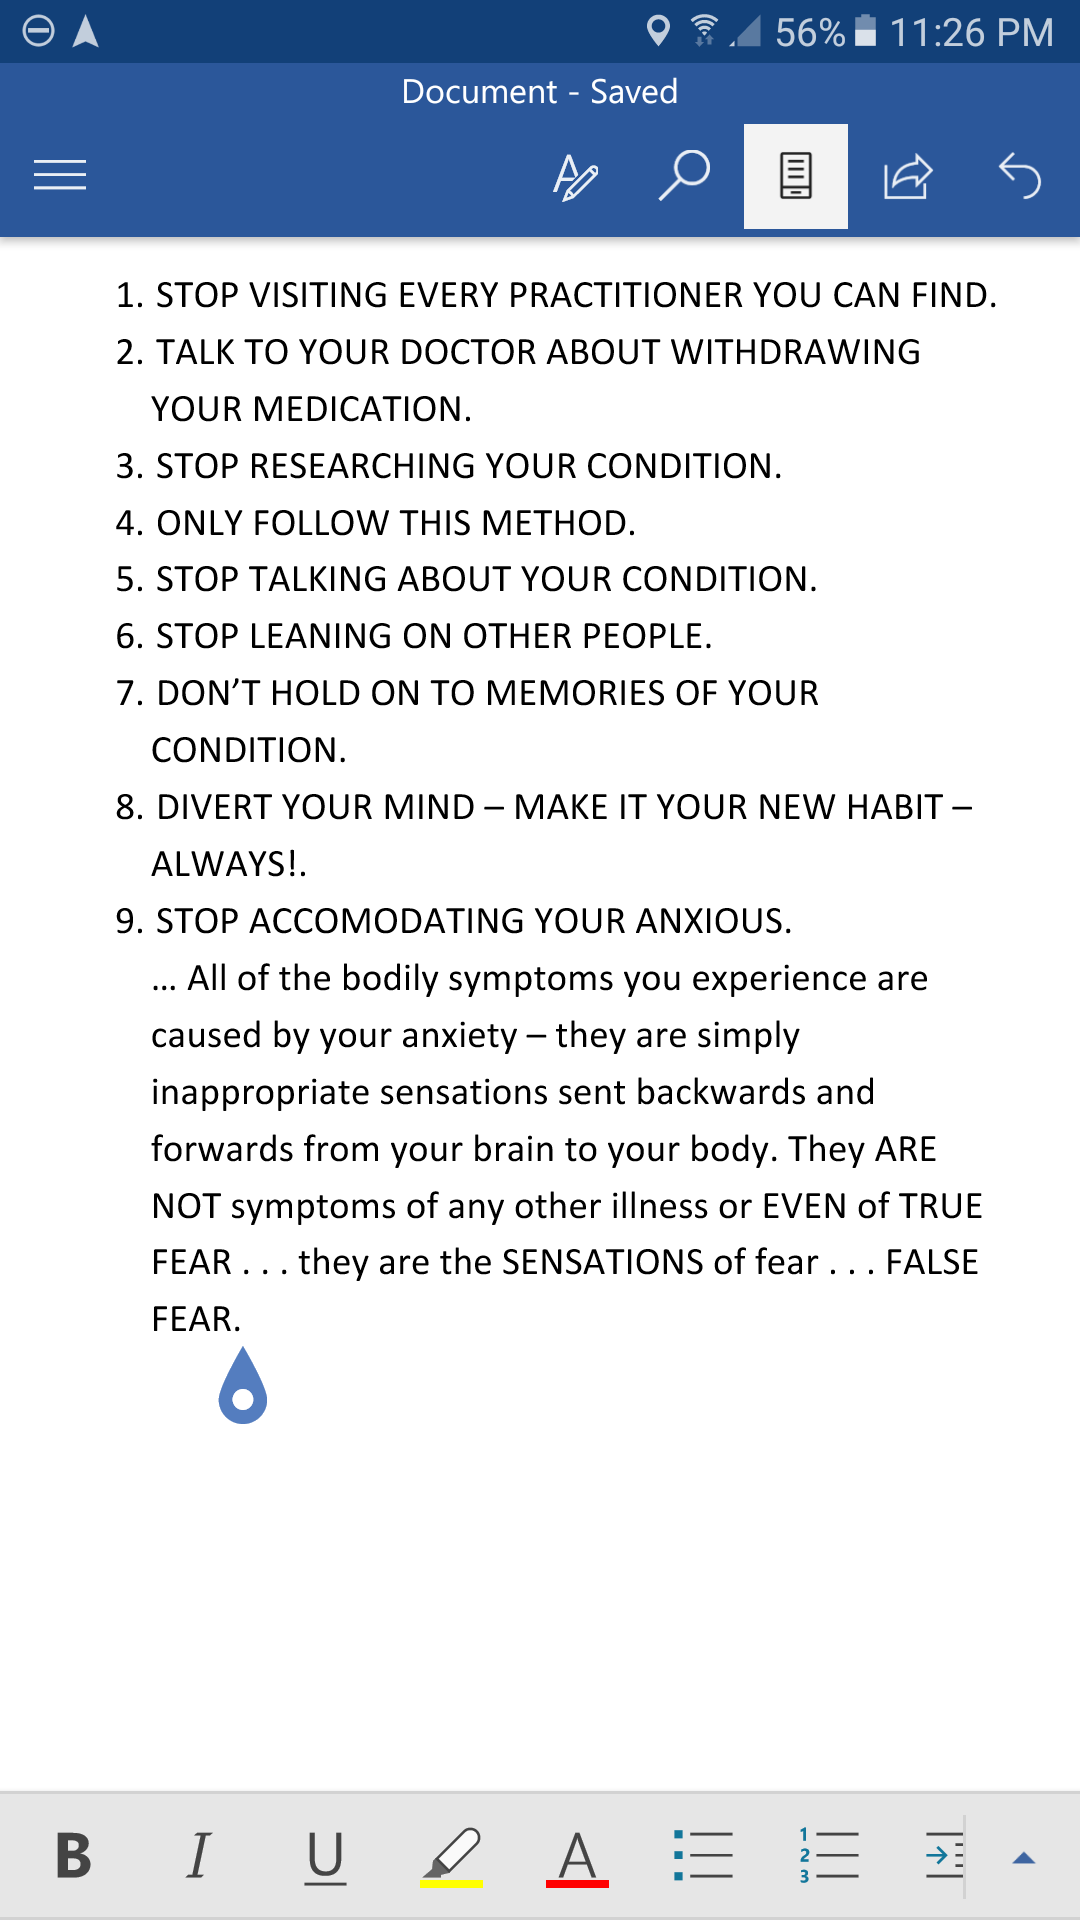 56% 11:26 PM
Document - Saved
1. STOP VISITING EVERY PRACTITIONER YOU CAN FIND.
2. TALK TO YOUR DOCTOR ABOUT WITHDRAWING
YOUR MEDICATION.
3. STOP RESEARCHING YOUR CONDITION.
4. ONLY FOLLOW THIS METHOD.
5. STOP TALKING ABOUT YOUR CONDITION.
6. STOP LEANING ON OTHER PEOPLE.
7. DON’T HOLD ON TO MEMORIES OF YOUR
CONDITION.
8. DIVERT YOUR MIND – MAKE IT YOUR NEW HABIT –
ALWAYS!.
9. STOP ACCOMODATING YOUR ANXIOUS.
... All of the bodily symptoms you experience are
caused by your anxiety – they are simply
inappropriate sensations sent backwards and
forwards from your brain to your body. They ARE
NOT symptoms of any other illness or EVEN of TRUE
FEAR . . . they are the SENSATIONS of fear . . . FALSE
FEAR.
B I U A 1 2 3